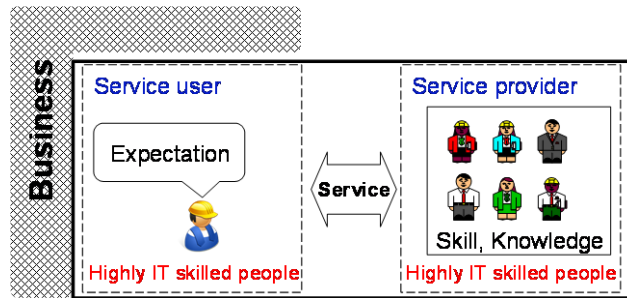 Business
Service user
Service provider
Expectation
Service
Skill, Knowledge
Highly IT skilled people
Highly IT skilled people